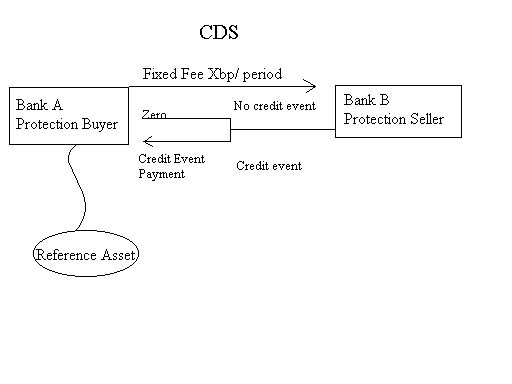 CDS
Fixed Fee Xbp/ period
Bank A
Protection Buyer
Zero
No credit event
Bank B
Protection Seller
Credit Event
Payment
Credit event
Reference Asset